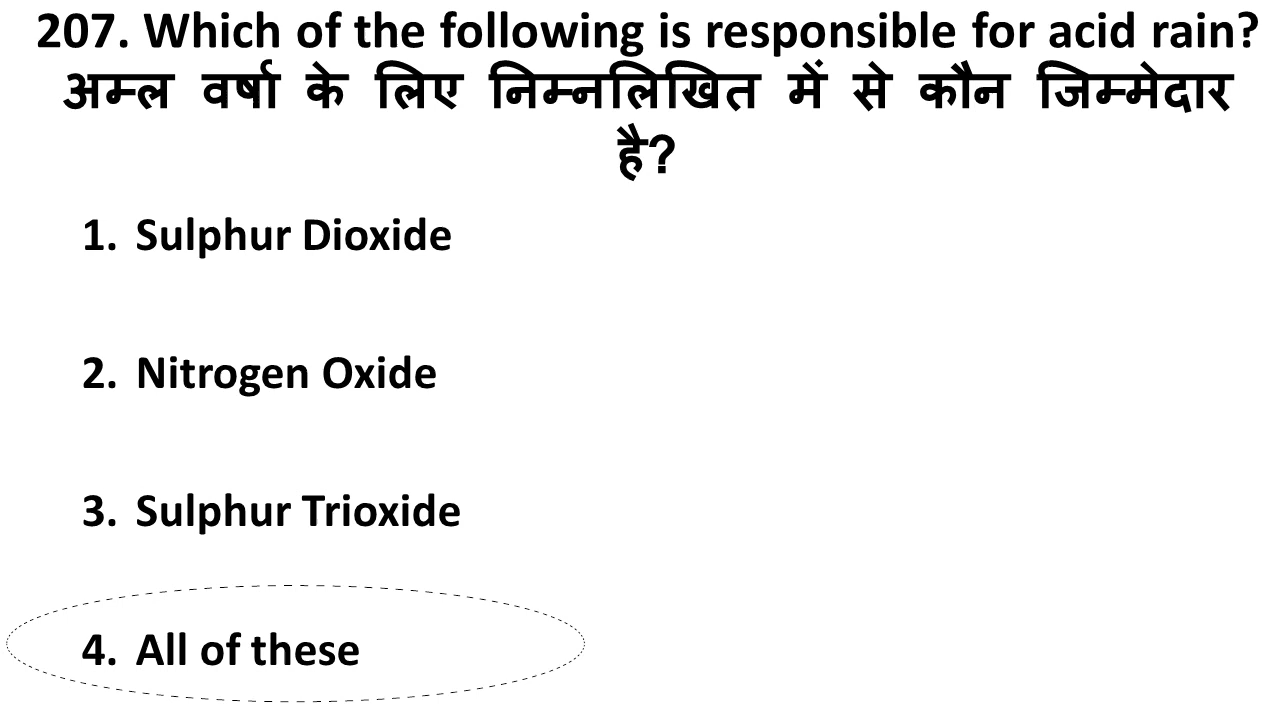 207. Which of the following is responsible for acid rain?
अम्ल वर्षा के लिए निम्नलिखित में से कौन जिम्मेदार
है?
1. Sulphur Dioxide
2. Nitrogen Oxide
3. Sulphur Trioxide
4. All of these